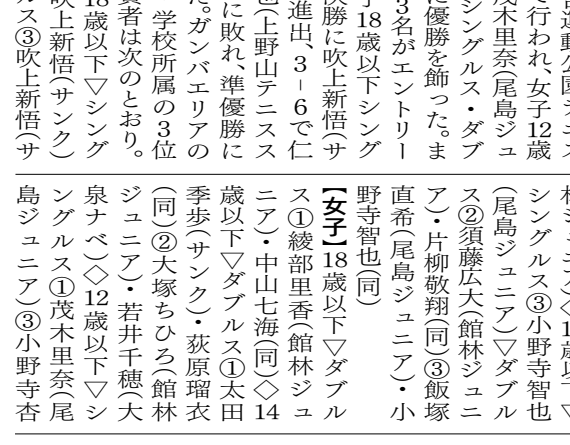 運動公園テニス
で行われ、女子12歳
茂木里奈(尾島ジュ
シングルス・ダブ
に優勝を飾った。ま
3名がエントリー
子18歳以下シング
決勝に吹上新悟(サ
進出、3−6で仁
也(上野山テニスス
に敗れ、準優勝に
た。ガンバエリアの
学校所属の3位
賞者は次のとおり。
18歳以下▽シング
吹上新悟(サンク)
ルス③吹上新悟(サ
歳以下▽
シングルス③小野寺智也
(尾島ジュニア)▽ダブル
ス②須藤広大(館林ジュニ
ア)・片柳敬翔(同)③飯塚
直希(尾島ジュニア)・小
野寺智也(同)
【女子】18歳以下▽ダブル
ス①綾部里香(館林ジュ
ニア)・中山七海(同)◇14
歳以下▽ダブルス①太田
季歩(サンク)・荻原瑠衣
(同)②大塚ちひろ(館林
ジュニア)・若井千穂(大
泉ナベ)◇12歳以下▽シ
ングルス①茂木里奈(尾
島ジュニア)③小野寺杏